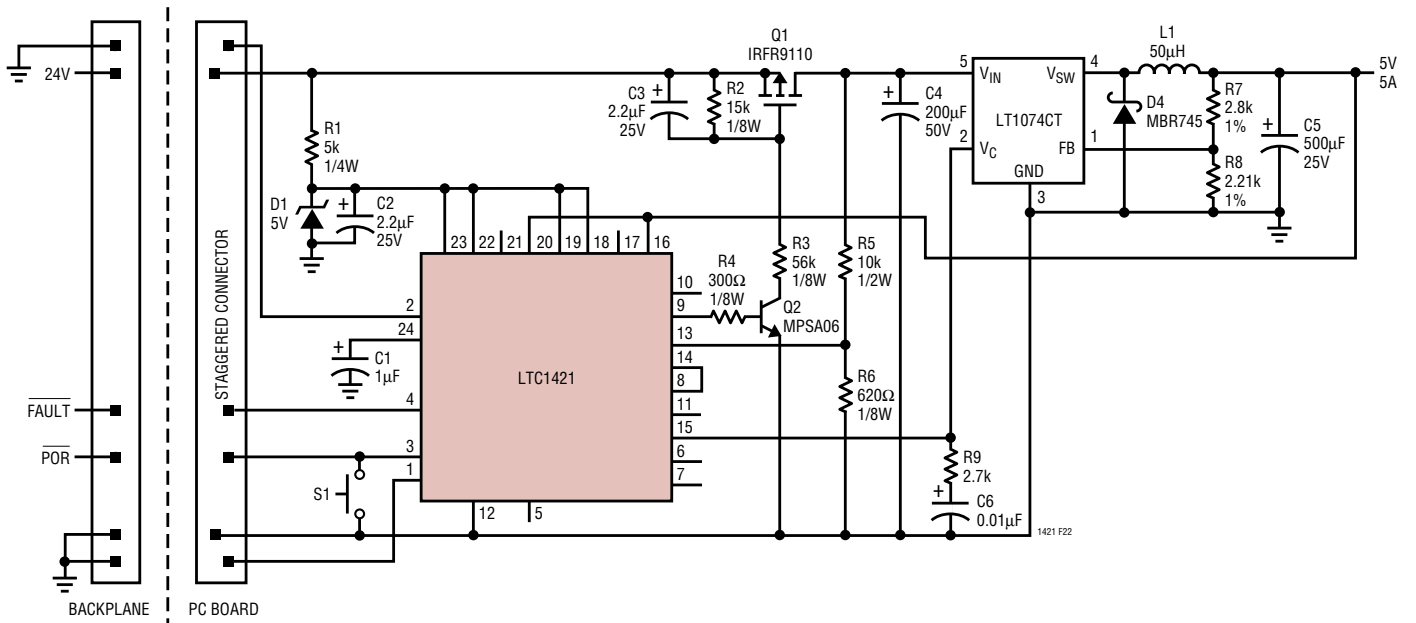 Q1
IRFR9110
L1
50µH
24V
5
VIN
VSW
4
5V
5A
R1
5k
1/4W
C3
+
2.2µF
25V
R2
15k
1/8W
+
C4
200µF
50V
LT1074CT
2
VC
FB
1
GND
3
D4
MBR745
R7
2.8k
1%
R8
2.21k
1%
+
C5
500µF
25V
D1
5V
+
C2
2.2µF
25V
23
22
21
20
19
18
17
16
R4
300Ω
1/8W
R3
56k
1/8W
R5
10k
1/2W
Q2
MPSA06
STAGGERED CONNECTOR
2
24
+
C1
1µF
4
3
1
LTC1421
10
9
13
14
8
11
15
6
7
12
5
R6
620Ω
1/8W
R9
2.7k
+
C6
0.01µF
FAULT
POR
S1
1421 F22
BACKPLANE
PC BOARD